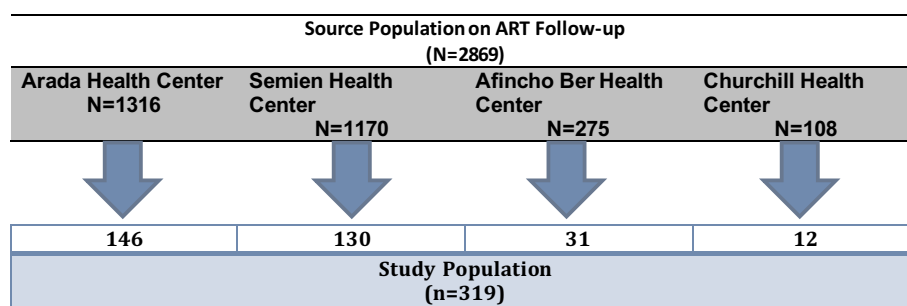 Source Population on ART Follow-up
(N=2869)
Arada Health Center
N=1316
Semien Health
Center
N=1170
Afincho Ber Health
Center
N=275
Churchill Health
Center
N=108
146 130 31 12
Study Population
(n=319)